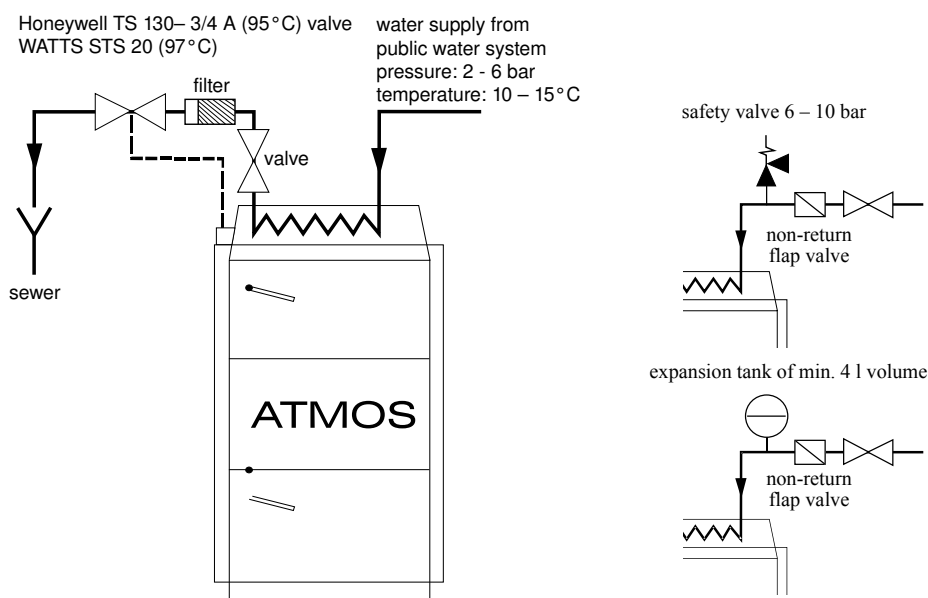 Honeywell TS 130– 3/4 A (95°C) valve
WATTS STS 20 (97°C)
water supply from
public water system
pressure: 2 - 6 bar
temperature: 10 – 15°C
filter
valve
sewer
ATMOS
safety valve 6 – 10 bar
non-return
flap valve
expansion tank of min. 4 l volume
non-return
flap valve